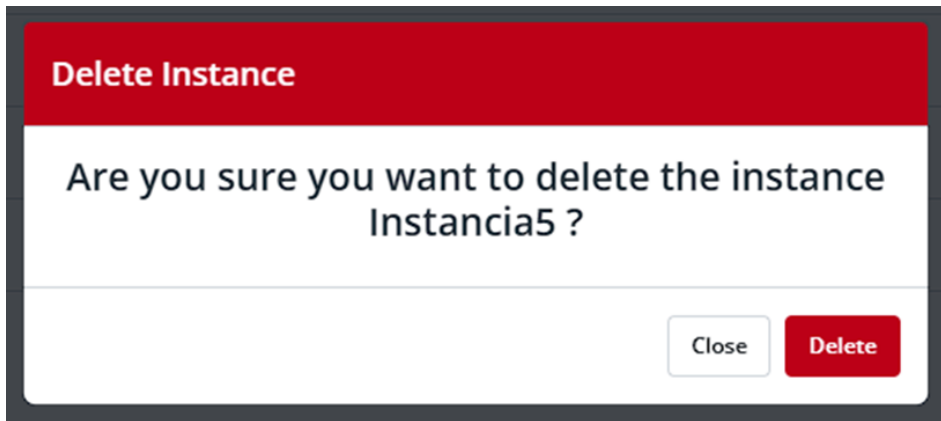 Delete Instance
Are you sure you want to delete the instance
Instancia5 ?
Close
Delete